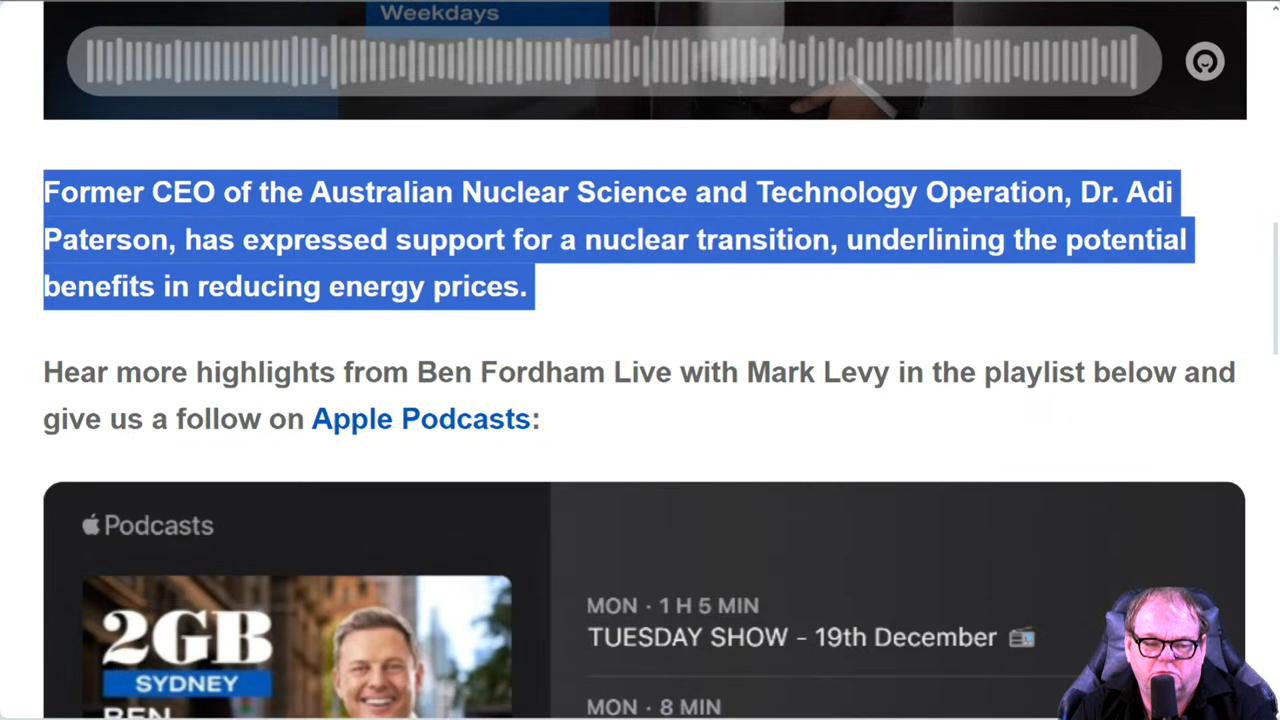 Weekdays
Former CEO of the Australian Nuclear Science and Technology Operation, Dr. Adi
Paterson, has expressed support for a nuclear transition, underlining the potential
benefits in reducing energy prices.
Hear more highlights from Ben Fordham Live with Mark Levy in the playlist below and
give us a follow on Apple Podcasts:
Podcasts
2GB
SYDNEY
BEN
MON · 1 H 5 MIN
TUESDAY SHOW - 19th December
MON · 8 MIN